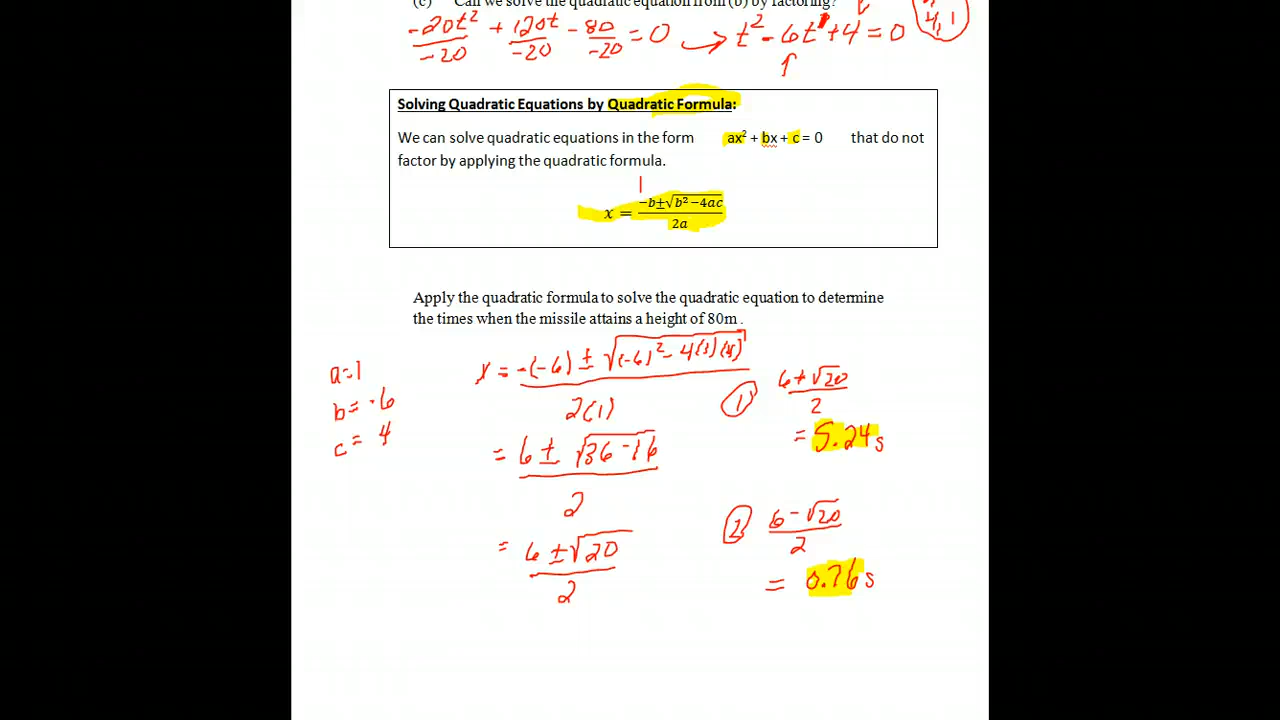 (c) Can we solve the quadratic equation from (b) by factoring?
-20t²/-20 + 120t/-20 - 80/-20 = 0 → t² - 6t + 4 = 0
4, 1
Solving Quadratic Equations by Quadratic Formula:
We can solve quadratic equations in the form ax² + bx + c = 0 that do not
factor by applying the quadratic formula.
x = -b±√b²-4ac / 2a
Apply the quadratic formula to solve the quadratic equation to determine
the times when the missile attains a height of 80m .
a=1
b = -6
c = 4
x = -(-6) ± √(-6)² - 4(1)(4) / 2(1)
= 6 ± √36-16 / 2
= 6 ± √20 / 2
① 6+√20 / 2
= 5.24 s
② 6-√20 / 2
= 0.76 s